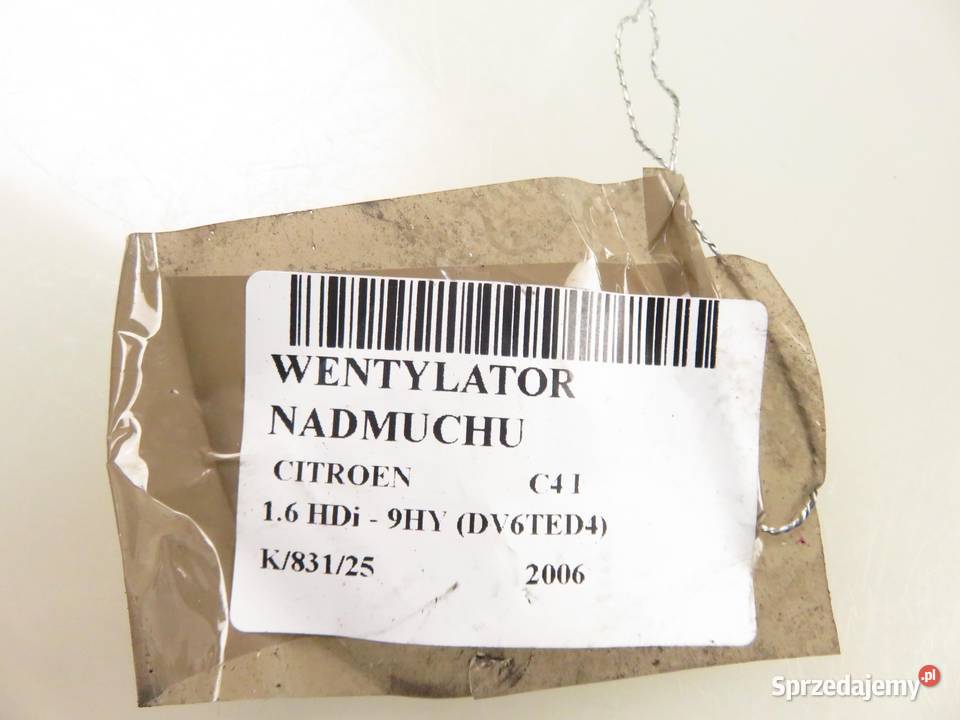 WENTYLATOR
NADMUCHU
CITROEN C4 I
1.6 HDi - 9HY (DV6TED4)
K/831/25 2006
Sprzedajemy.pl